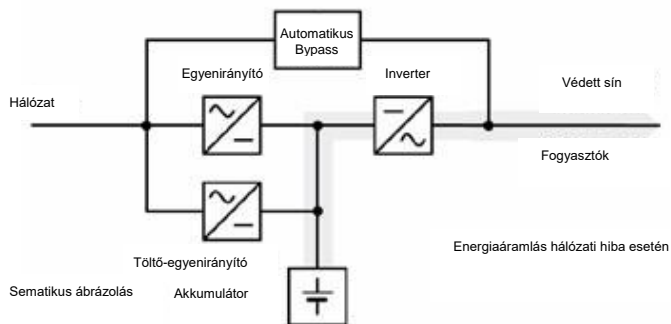 Automatikus
Bypass
Egyenirányító
Inverter
Védett sín
Hálózat
Fogyasztók
Energiaáramlás hálózati hiba esetén
Töltő-egyenirányító
Sematikus ábrázolás
Akkumulátor